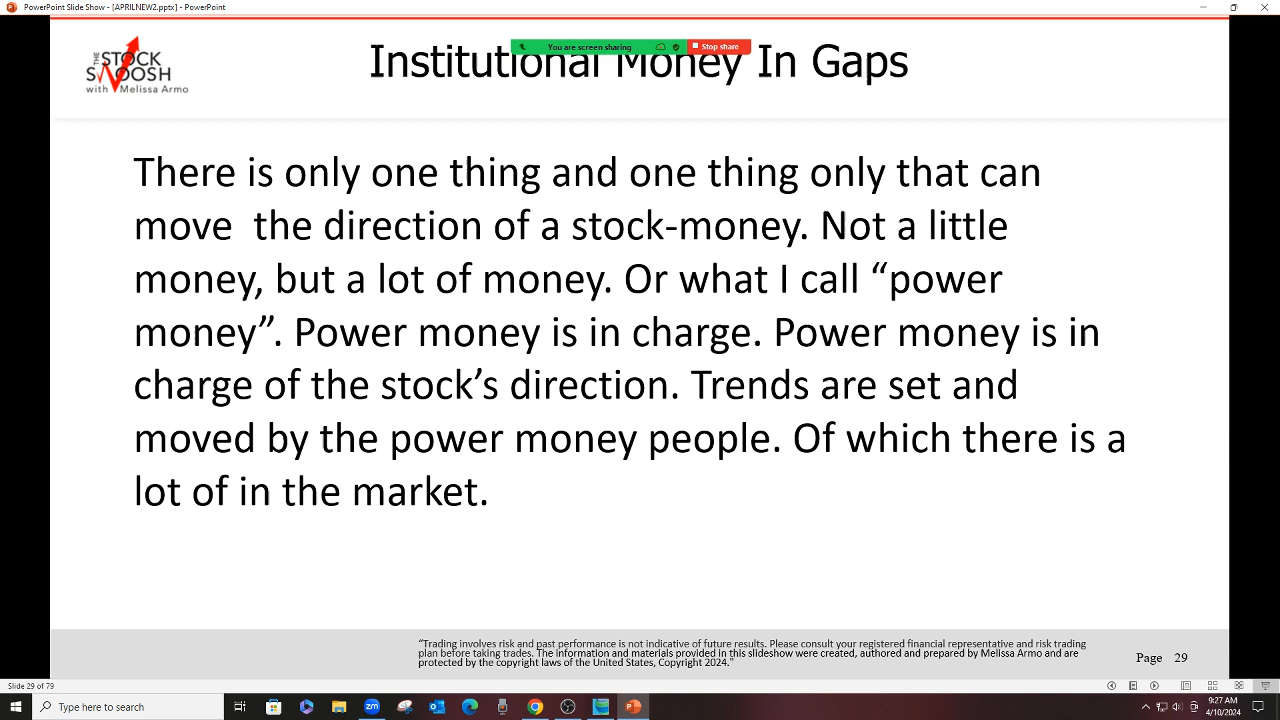 PowerPoint Slide Show - [APRILNEW2.pptx] - PowerPoint
You are screen sharing
Stop share
THE STOCK
SWOOSH
with Melissa Armo
Institutional Money In Gaps
There is only one thing and one thing only that can
move  the direction of a stock-money. Not a little
money, but a lot of money. Or what I call “power
money”. Power money is in charge. Power money is in
charge of the stock’s direction. Trends are set and
moved by the power money people. Of which there is a
lot of in the market.
“Trading involves risk and past performance is not indicative of future results. Please consult your registered financial representative and risk trading
plan before taking trades. The information and materials provided in this slideshow were created, authored and prepared by Melissa Armo and are
protected by the copyright laws of the United States, Copyright 2024.”
Page 29
Slide 29 of 79
Type here to search
9:27 AM
4/10/2024